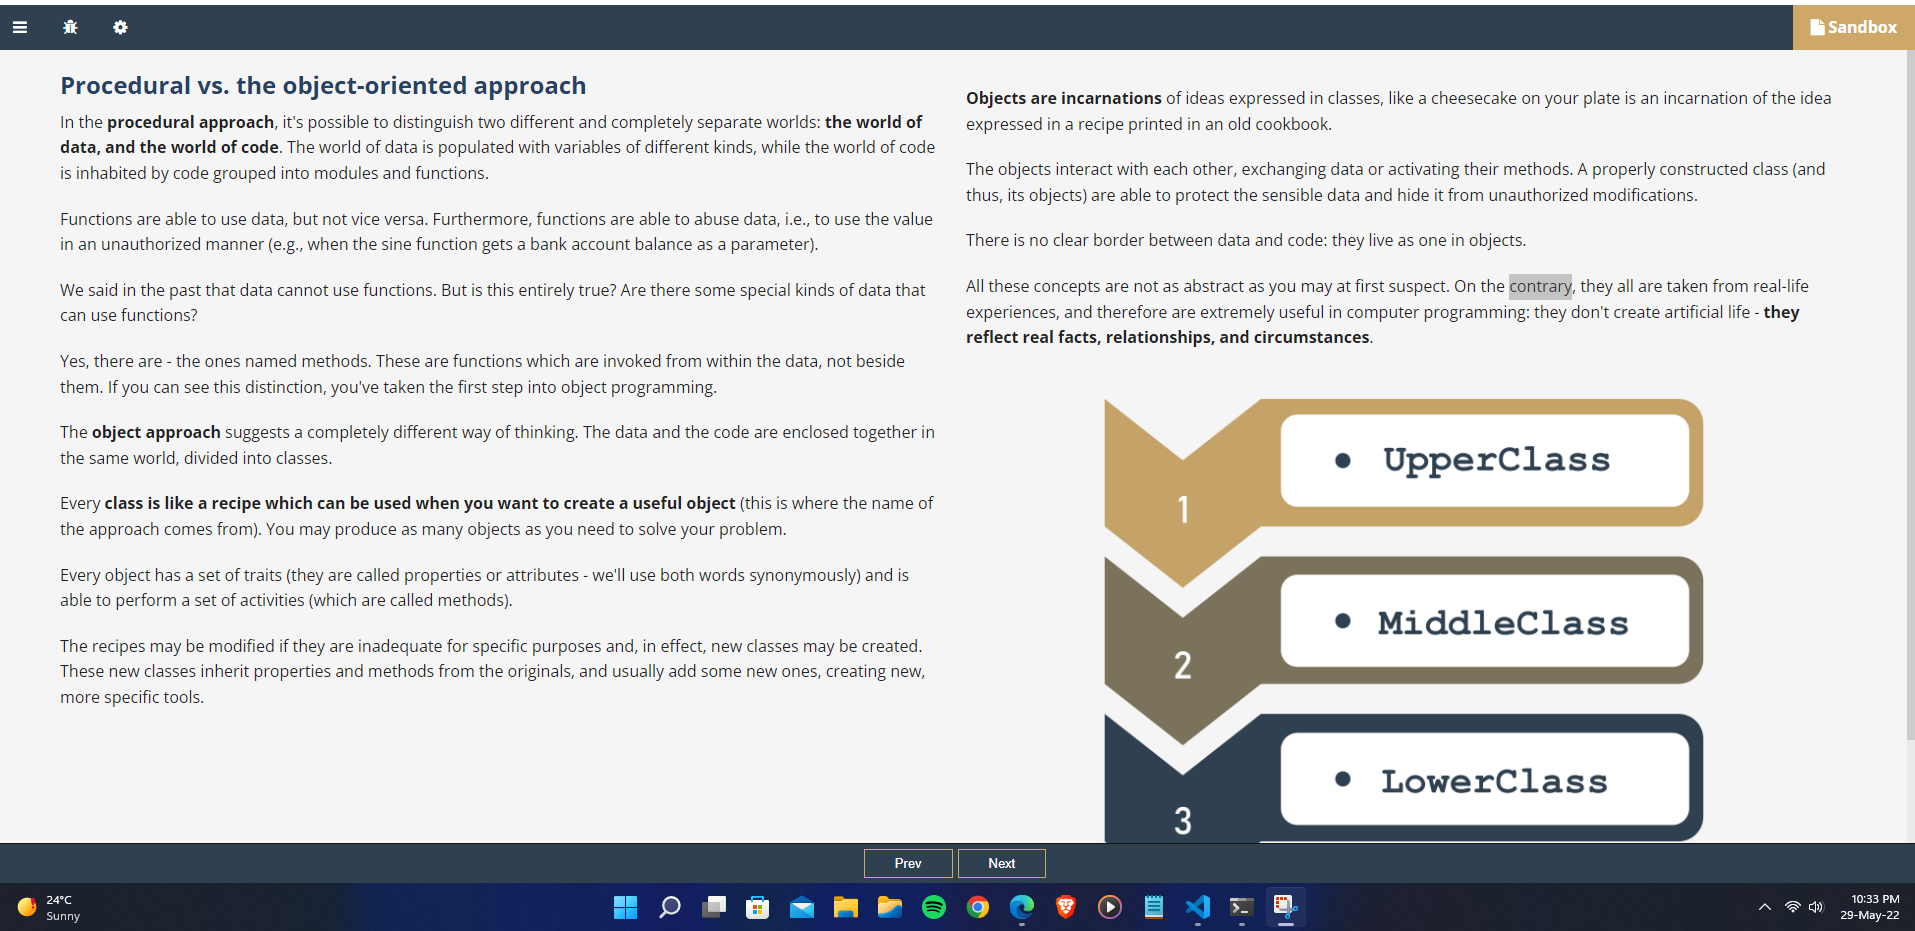 Sandbox
Procedural vs. the object-oriented approach
In the procedural approach, it's possible to distinguish two different and completely separate worlds: the world of
data, and the world of code. The world of data is populated with variables of different kinds, while the world of code
is inhabited by code grouped into modules and functions.
Functions are able to use data, but not vice versa. Furthermore, functions are able to abuse data, i.e., to use the value
in an unauthorized manner (e.g., when the sine function gets a bank account balance as a parameter).
We said in the past that data cannot use functions. But is this entirely true? Are there some special kinds of data that
can use functions?
Yes, there are - the ones named methods. These are functions which are invoked from within the data, not beside
them. If you can see this distinction, you've taken the first step into object programming.
The object approach suggests a completely different way of thinking. The data and the code are enclosed together in
the same world, divided into classes.
Every class is like a recipe which can be used when you want to create a useful object (this is where the name of
the approach comes from). You may produce as many objects as you need to solve your problem.
Every object has a set of traits (they are called properties or attributes - we'll use both words synonymously) and is
able to perform a set of activities (which are called methods).
The recipes may be modified if they are inadequate for specific purposes and, in effect, new classes may be created.
These new classes inherit properties and methods from the originals, and usually add some new ones, creating new,
more specific tools.
Objects are incarnations of ideas expressed in classes, like a cheesecake on your plate is an incarnation of the idea
expressed in a recipe printed in an old cookbook.
The objects interact with each other, exchanging data or activating their methods. A properly constructed class (and
thus, its objects) are able to protect the sensible data and hide it from unauthorized modifications.
There is no clear border between data and code: they live as one in objects.
All these concepts are not as abstract as you may at first suspect. On the contrary, they all are taken from real-life
experiences, and therefore are extremely useful in computer programming: they don't create artificial life - they
reflect real facts, relationships, and circumstances.
1
• UpperClass
2
• MiddleClass
3
• LowerClass
Prev
Next
24°C
Sunny
10:33 PM
29-May-22